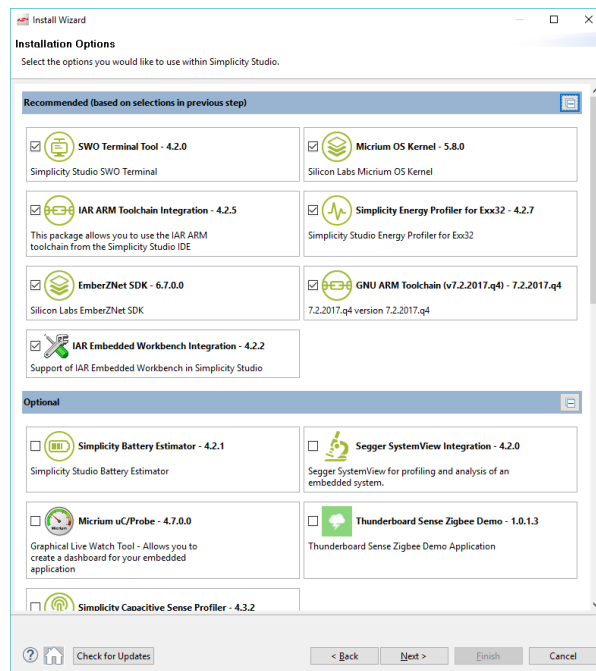 Install Wizard
Installation Options
Select the options you would like to use within Simplicity Studio.
Recommended (based on selections in previous step)
SWO Terminal Tool - 4.2.0
Simplicity Studio SWO Terminal
Micrium OS Kernel - 5.8.0
Silicon Labs Micrium OS Kernel
IAR ARM Toolchain Integration - 4.2.5
This package allows you to use the IAR ARM
toolchain from the Simplicity Studio IDE
Simplicity Energy Profiler for Exx32 - 4.2.7
Simplicity Studio Energy Profiler for Exx32
EmberZNet SDK - 6.7.0.0
Silicon Labs EmberZNet SDK
GNU ARM Toolchain (v7.2.2017.q4) - 7.2.2017.q4
7.2.2017.q4 version 7.2.2017.q4
IAR Embedded Workbench Integration - 4.2.2
Support of IAR Embedded Workbench in Simplicity Studio
Optional
Simplicity Battery Estimator - 4.2.1
Simplicity Studio Battery Estimator
Segger SystemView Integration - 4.2.0
Segger SystemView for profiling and analysis of an
embedded system.
Micrium uC/Probe - 4.7.0.0
Graphical Live Watch Tool - Allows you to
create a dashboard for your embedded
application
Thunderboard Sense Zigbee Demo - 1.0.1.3
Thunderboard Sense Zigbee Demo Application
Simplicity Capacitive Sense Profiler - 4.3.2
Check for Updates
< Back
Next >
Finish
Cancel